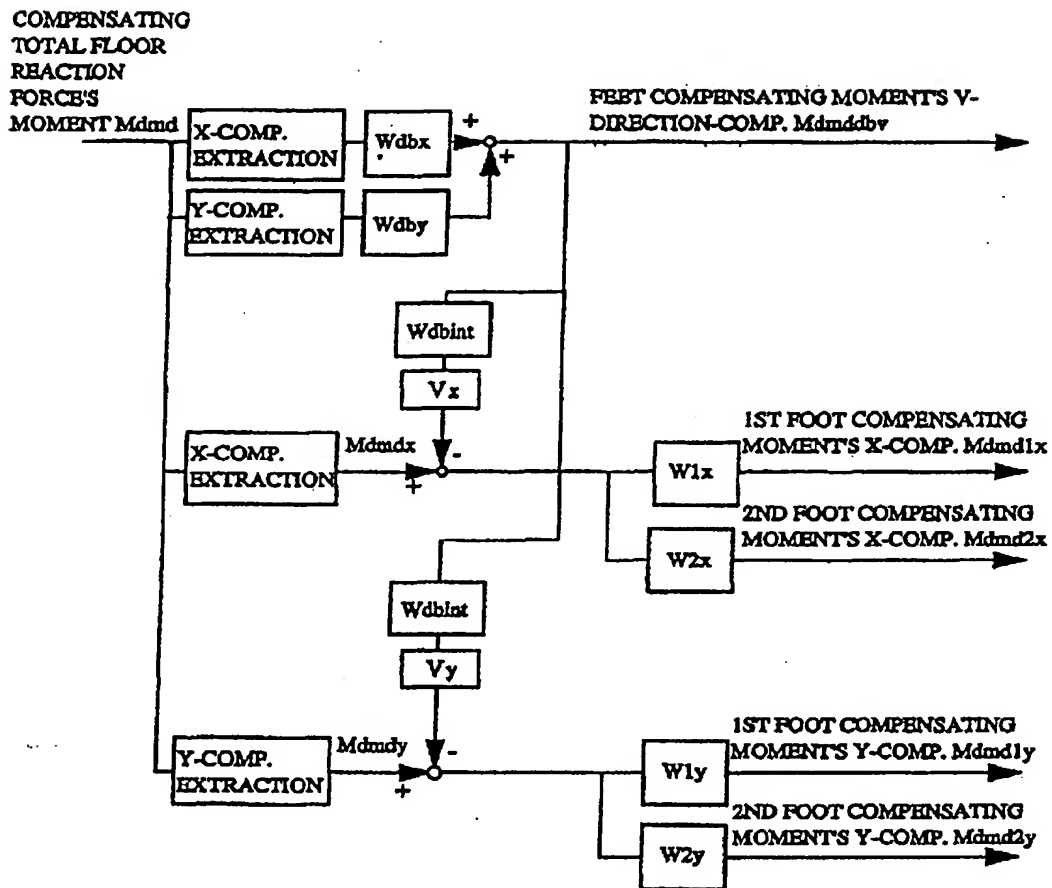 COMPENSATING
TOTAL FLOOR
REACTION
FORCE'S
MOMENT Mdmd
X-COMP.
EXTRACTION
Wdbx
+
+
FEET COMPENSATING MOMENT'S V-
DIRECTION-COMP. Mdmddbv
Y-COMP.
EXTRACTION
Wdby
Wdbint
Vx
X-COMP.
EXTRACTION
Mdmdx
+
-
W1x
1ST FOOT COMPENSATING
MOMENT'S X-COMP. Mdmd1x
W2x
2ND FOOT COMPENSATING
MOMENT'S X-COMP. Mdmd2x
Wdbint
Vy
Y-COMP.
EXTRACTION
Mdmdy
+
-
W1y
1ST FOOT COMPENSATING
MOMENT'S Y-COMP. Mdmd1y
W2y
2ND FOOT COMPENSATING
MOMENT'S Y-COMP. Mdmd2y